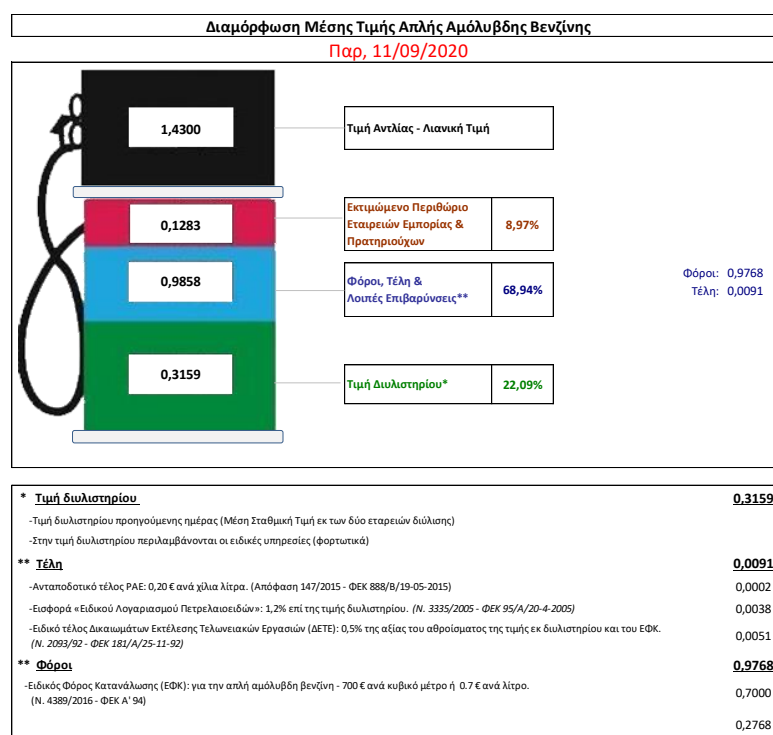 Διαμόρφωση Μέσης Τιμής Απλής Αμόλυβδης Βενζίνης
Παρ, 11/09/2020
1,4300
Τιμή Αντλίας - Λιανική Τιμή
0,1283
Εκτιμώμενο Περιθώριο
Εταιρειών Εμπορίας &
Πρατηριούχων
8,97%
0,9858
Φόροι, Τέλη &
Λοιπές Επιβαρύνσεις**
68,94%
Φόροι: 0,9768
Τέλη: 0,0091
0,3159
Τιμή Διυλιστηρίου*
22,09%
* Τιμή διυλιστηρίου 0,3159
-Τιμή διυλιστηρίου προηγούμενης ημέρας (Μέση Σταθμική Τιμή εκ των δύο εταρειών διύλισης)
-Στην τιμή διυλιστηρίου περιλαμβάνονται οι ειδικές υπηρεσίες (φορτωτικά)
** Τέλη 0,0091
-Ανταποδοτικό τέλος ΡΑΕ: 0,20 € ανά χίλια λίτρα. (Απόφαση 147/2015 - ΦΕΚ 888/Β/19-05-2015) 0,0002
-Εισφορά «Ειδικού Λογαριασμού Πετρελαιοειδών»: 1,2% επί της τιμής διυλιστηρίου. (Ν. 3335/2005 - ΦΕΚ 95/Α/20-4-2005) 0,0038
-Ειδικό τέλος Δικαιωμάτων Εκτέλεσης Τελωνειακών Εργασιών (ΔΕΤΕ): 0,5% της αξίας του αθροίσματος της τιμής εκ διυλιστηρίου και του ΕΦΚ.
(Ν. 2093/92 - ΦΕΚ 181/Α/25-11-92) 0,0051
** Φόροι 0,9768
-Ειδικός Φόρος Κατανάλωσης (ΕΦΚ): για την απλή αμόλυβδη βενζίνη - 700 € ανά κυβικό μέτρο ή 0.7 € ανά λίτρο.
(Ν. 4389/2016 - ΦΕΚ Α' 94) 0,7000
0,2768